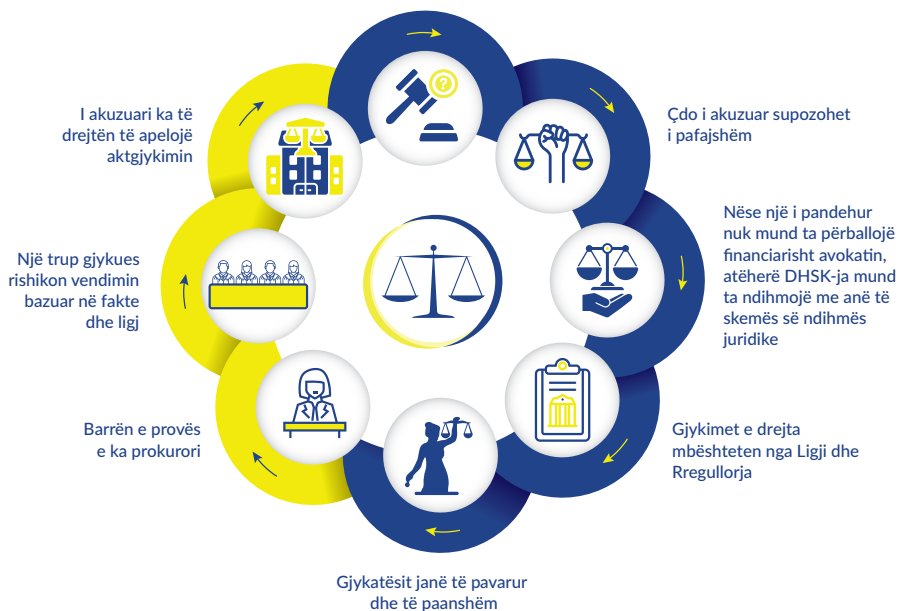 I akuzuari ka të
drejtën të apelojë
aktgjykimin
Çdo i akuzuar supozohet
i pafajshëm
Nëse një i pandehur
nuk mund ta përballojë
financiarisht avokatin,
atëherë DHSK-ja mund
ta ndihmojë me anë të
skemës së ndihmës
juridike
Një trup gjykues
rishikon vendimin
bazuar në fakte
dhe ligj
Barrën e provës
e ka prokurori
Gjykimet e drejta
mbështeten nga Ligji dhe
Rregullorja
Gjykatësit janë të pavarur
dhe të paanshëm